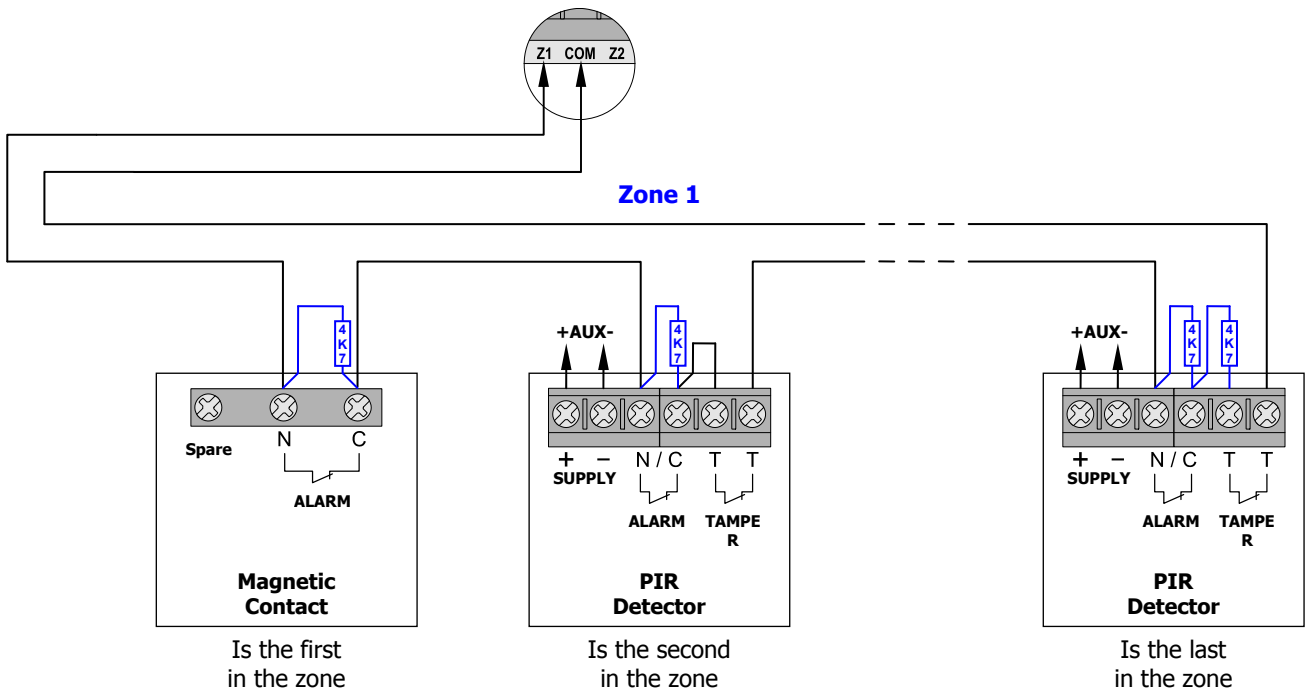 Z1 COM Z2
Zone 1
4
K
7
Spare
N C
ALARM
Magnetic
Contact
Is the first
in the zone
+AUX-
4
K
7
+ − N / C T T
SUPPLY
ALARM TAMPE
R
PIR
Detector
Is the second
in the zone
+AUX-
4
K
7
4
K
7
+ − N / C T T
SUPPLY
ALARM TAMPE
R
PIR
Detector
Is the last
in the zone